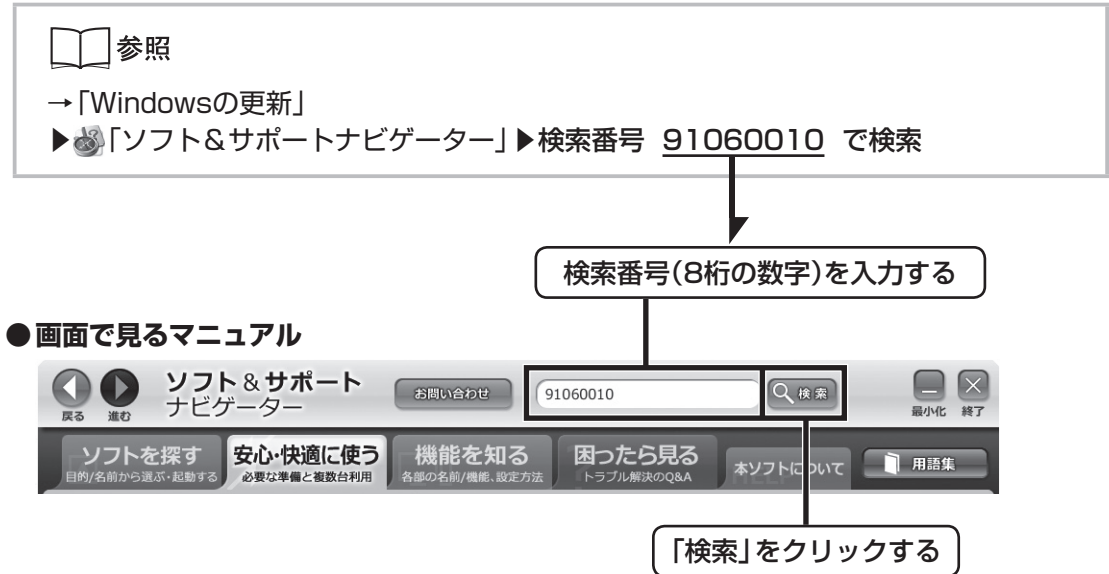 参照
→「Windowsの更新」
▶「ソフト&サポートナビゲーター」▶検索番号 91060010 で検索
検索番号(8桁の数字)を入力する
●画面で見るマニュアル
戻る 進む
ソフト&サポート
ナビゲーター
お問い合わせ
91060010
検索
最小化 終了
ソフトを探す
目的/名前から選ぶ・起動する
安心・快適に使う
必要な準備と複数台利用
機能を知る
各部の名前/機能、設定方法
困ったら見る
トラブル解決のQ&A
本ソフトについて
用語集
「検索」をクリックする